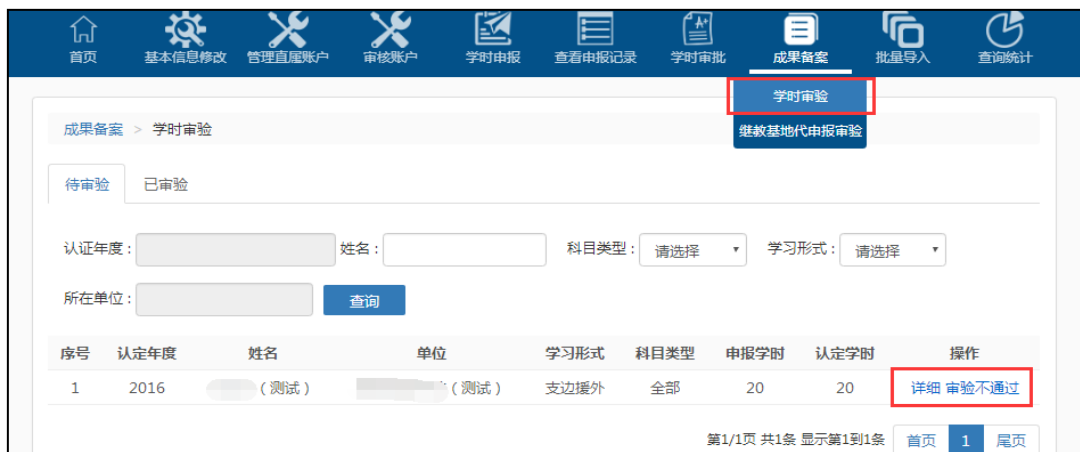 首页 基本信息修改 管理直属账户 审核账户 学时申报 查看申报记录 学时审批 成果备案 批量导入 查询统计
学时审验
成果备案 > 学时审验
继教基地代申报审验
待审验 已审验
认证年度： 姓名： 科目类型： 请选择 学习形式： 请选择
所在单位： 查询
序号 认定年度 姓名 单位 学习形式 科目类型 申报学时 认定学时 操作
1 2016 （测试） （测试） 支边援外 全部 20 20 详细 审验不通过
第1/1页 共1条 显示第1到1条 首页 1 尾页